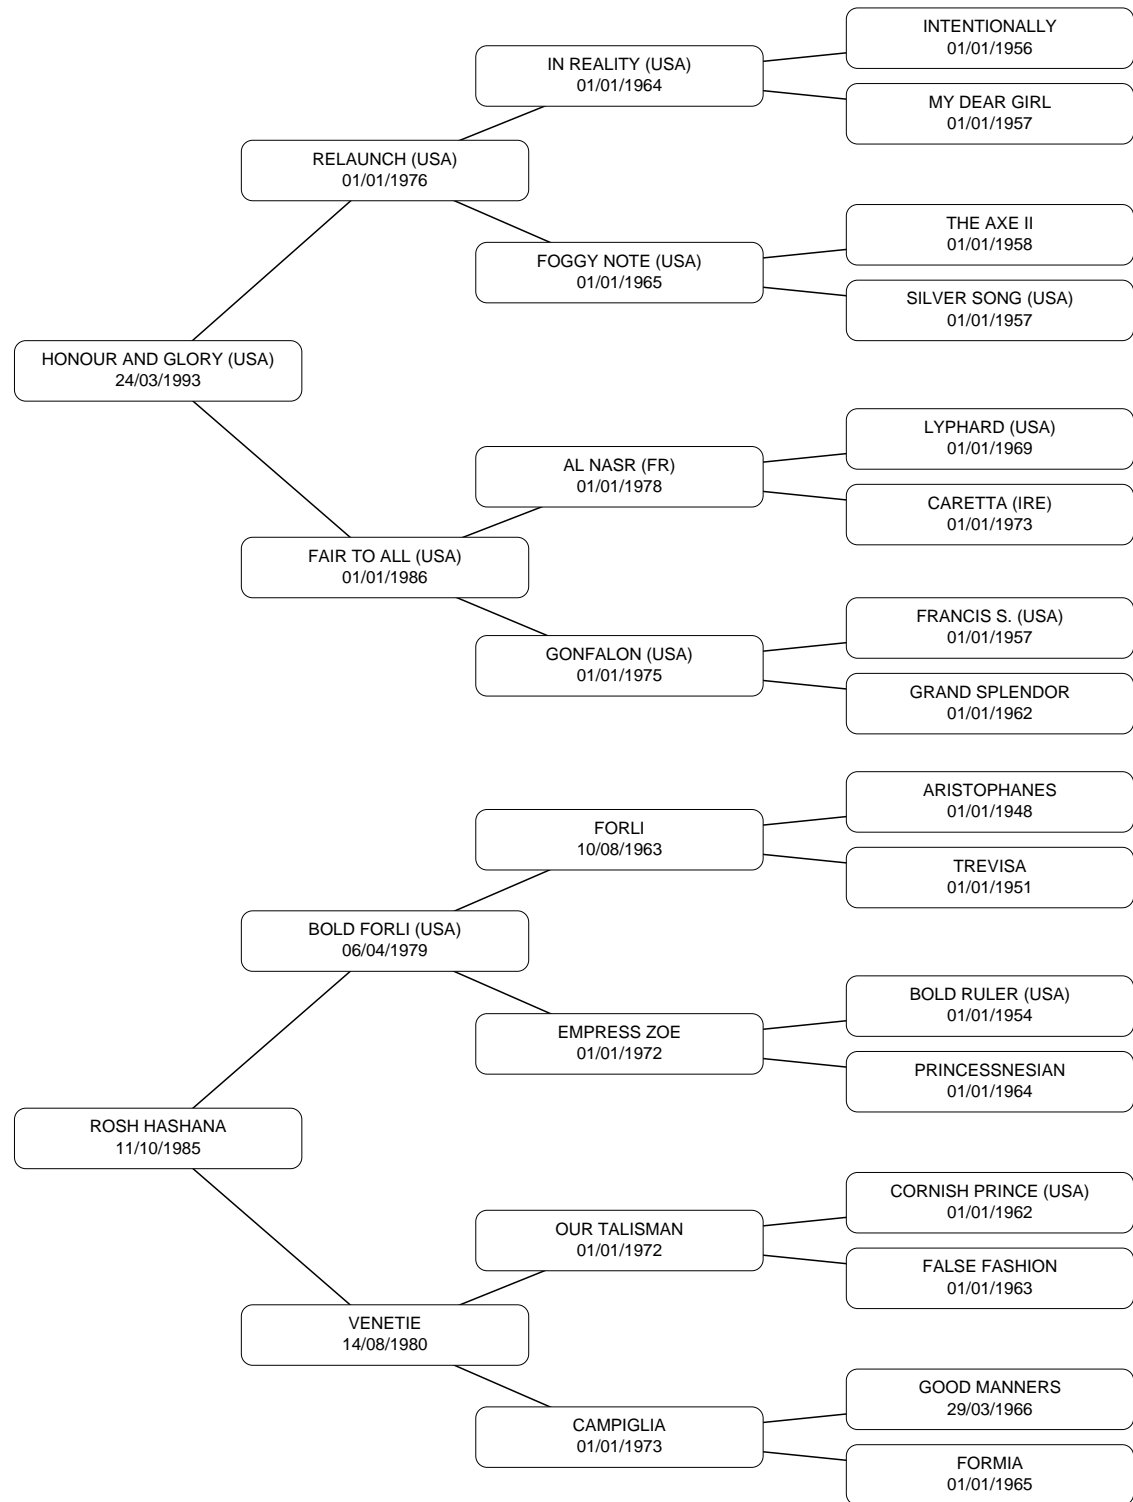 INTENTIONALLY
01/01/1956
IN REALITY (USA)
01/01/1964
MY DEAR GIRL
01/01/1957
RELAUNCH (USA)
01/01/1976
THE AXE II
01/01/1958
FOGGY NOTE (USA)
01/01/1965
SILVER SONG (USA)
01/01/1957
HONOUR AND GLORY (USA)
24/03/1993
LYPHARD (USA)
01/01/1969
AL NASR (FR)
01/01/1978
CARETTA (IRE)
01/01/1973
FAIR TO ALL (USA)
01/01/1986
FRANCIS S. (USA)
01/01/1957
GONFALON (USA)
01/01/1975
GRAND SPLENDOR
01/01/1962
ARISTOPHANES
01/01/1948
FORLI
10/08/1963
TREVISA
01/01/1951
BOLD FORLI (USA)
06/04/1979
BOLD RULER (USA)
01/01/1954
EMPRESS ZOE
01/01/1972
PRINCESSNESIAN
01/01/1964
ROSH HASHANA
11/10/1985
CORNISH PRINCE (USA)
01/01/1962
OUR TALISMAN
01/01/1972
FALSE FASHION
01/01/1963
VENETIE
14/08/1980
GOOD MANNERS
29/03/1966
CAMPIGLIA
01/01/1973
FORMIA
01/01/1965